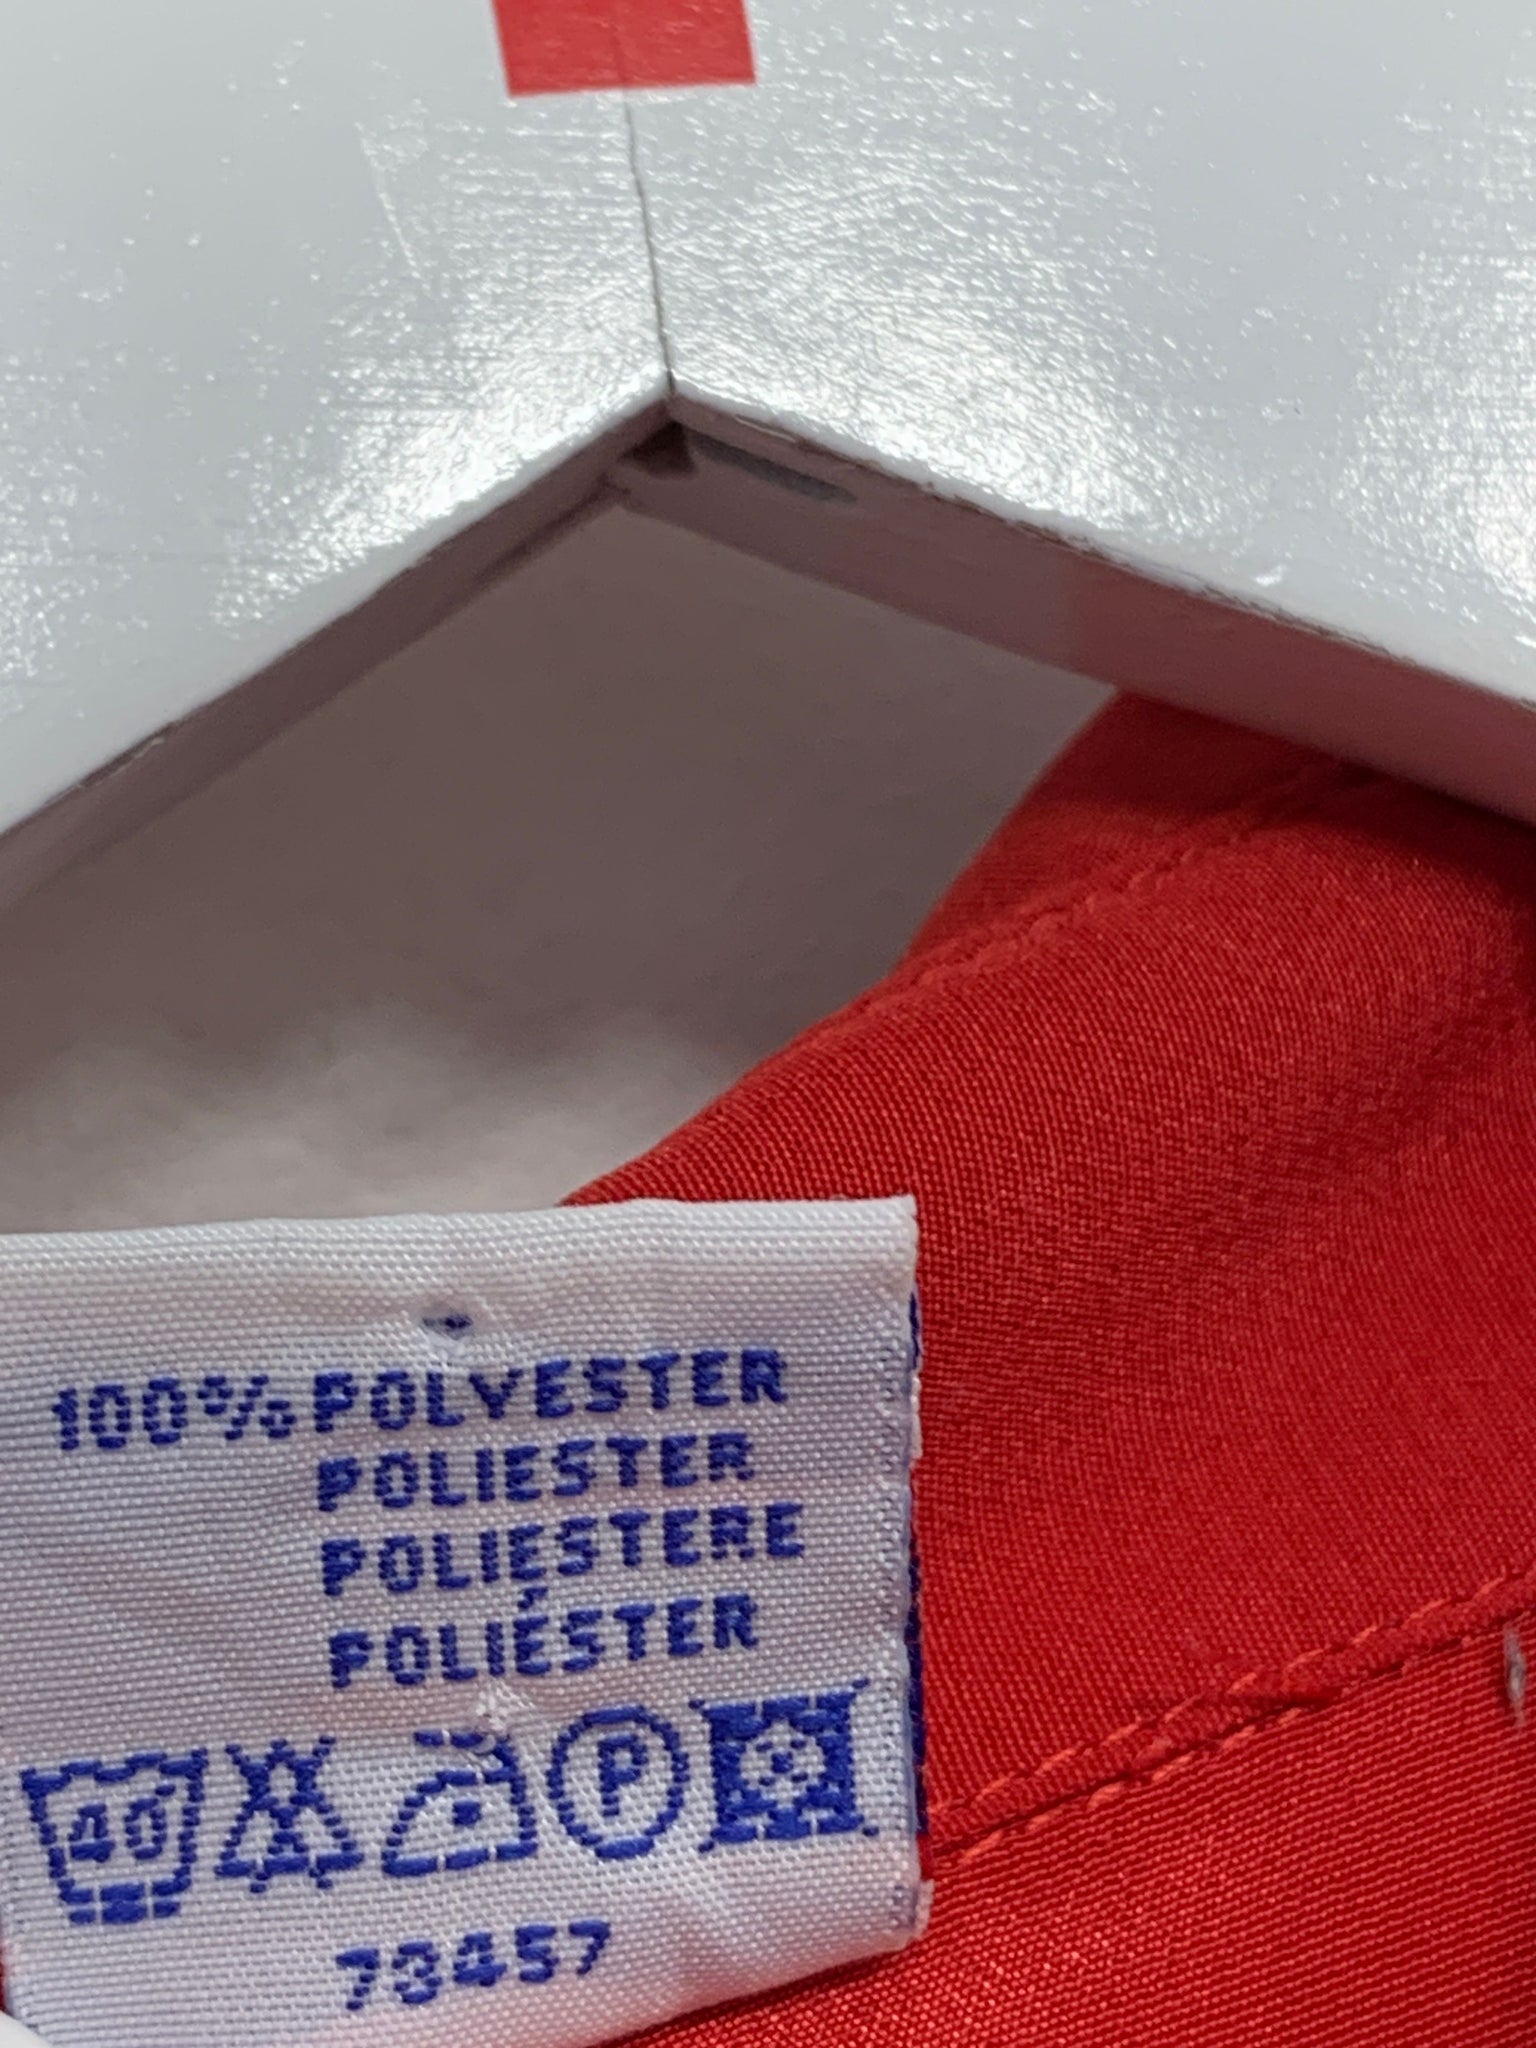 100% POLYESTER
POLIESTER
POLIESTERE
POLIÉSTER
40
P
73457